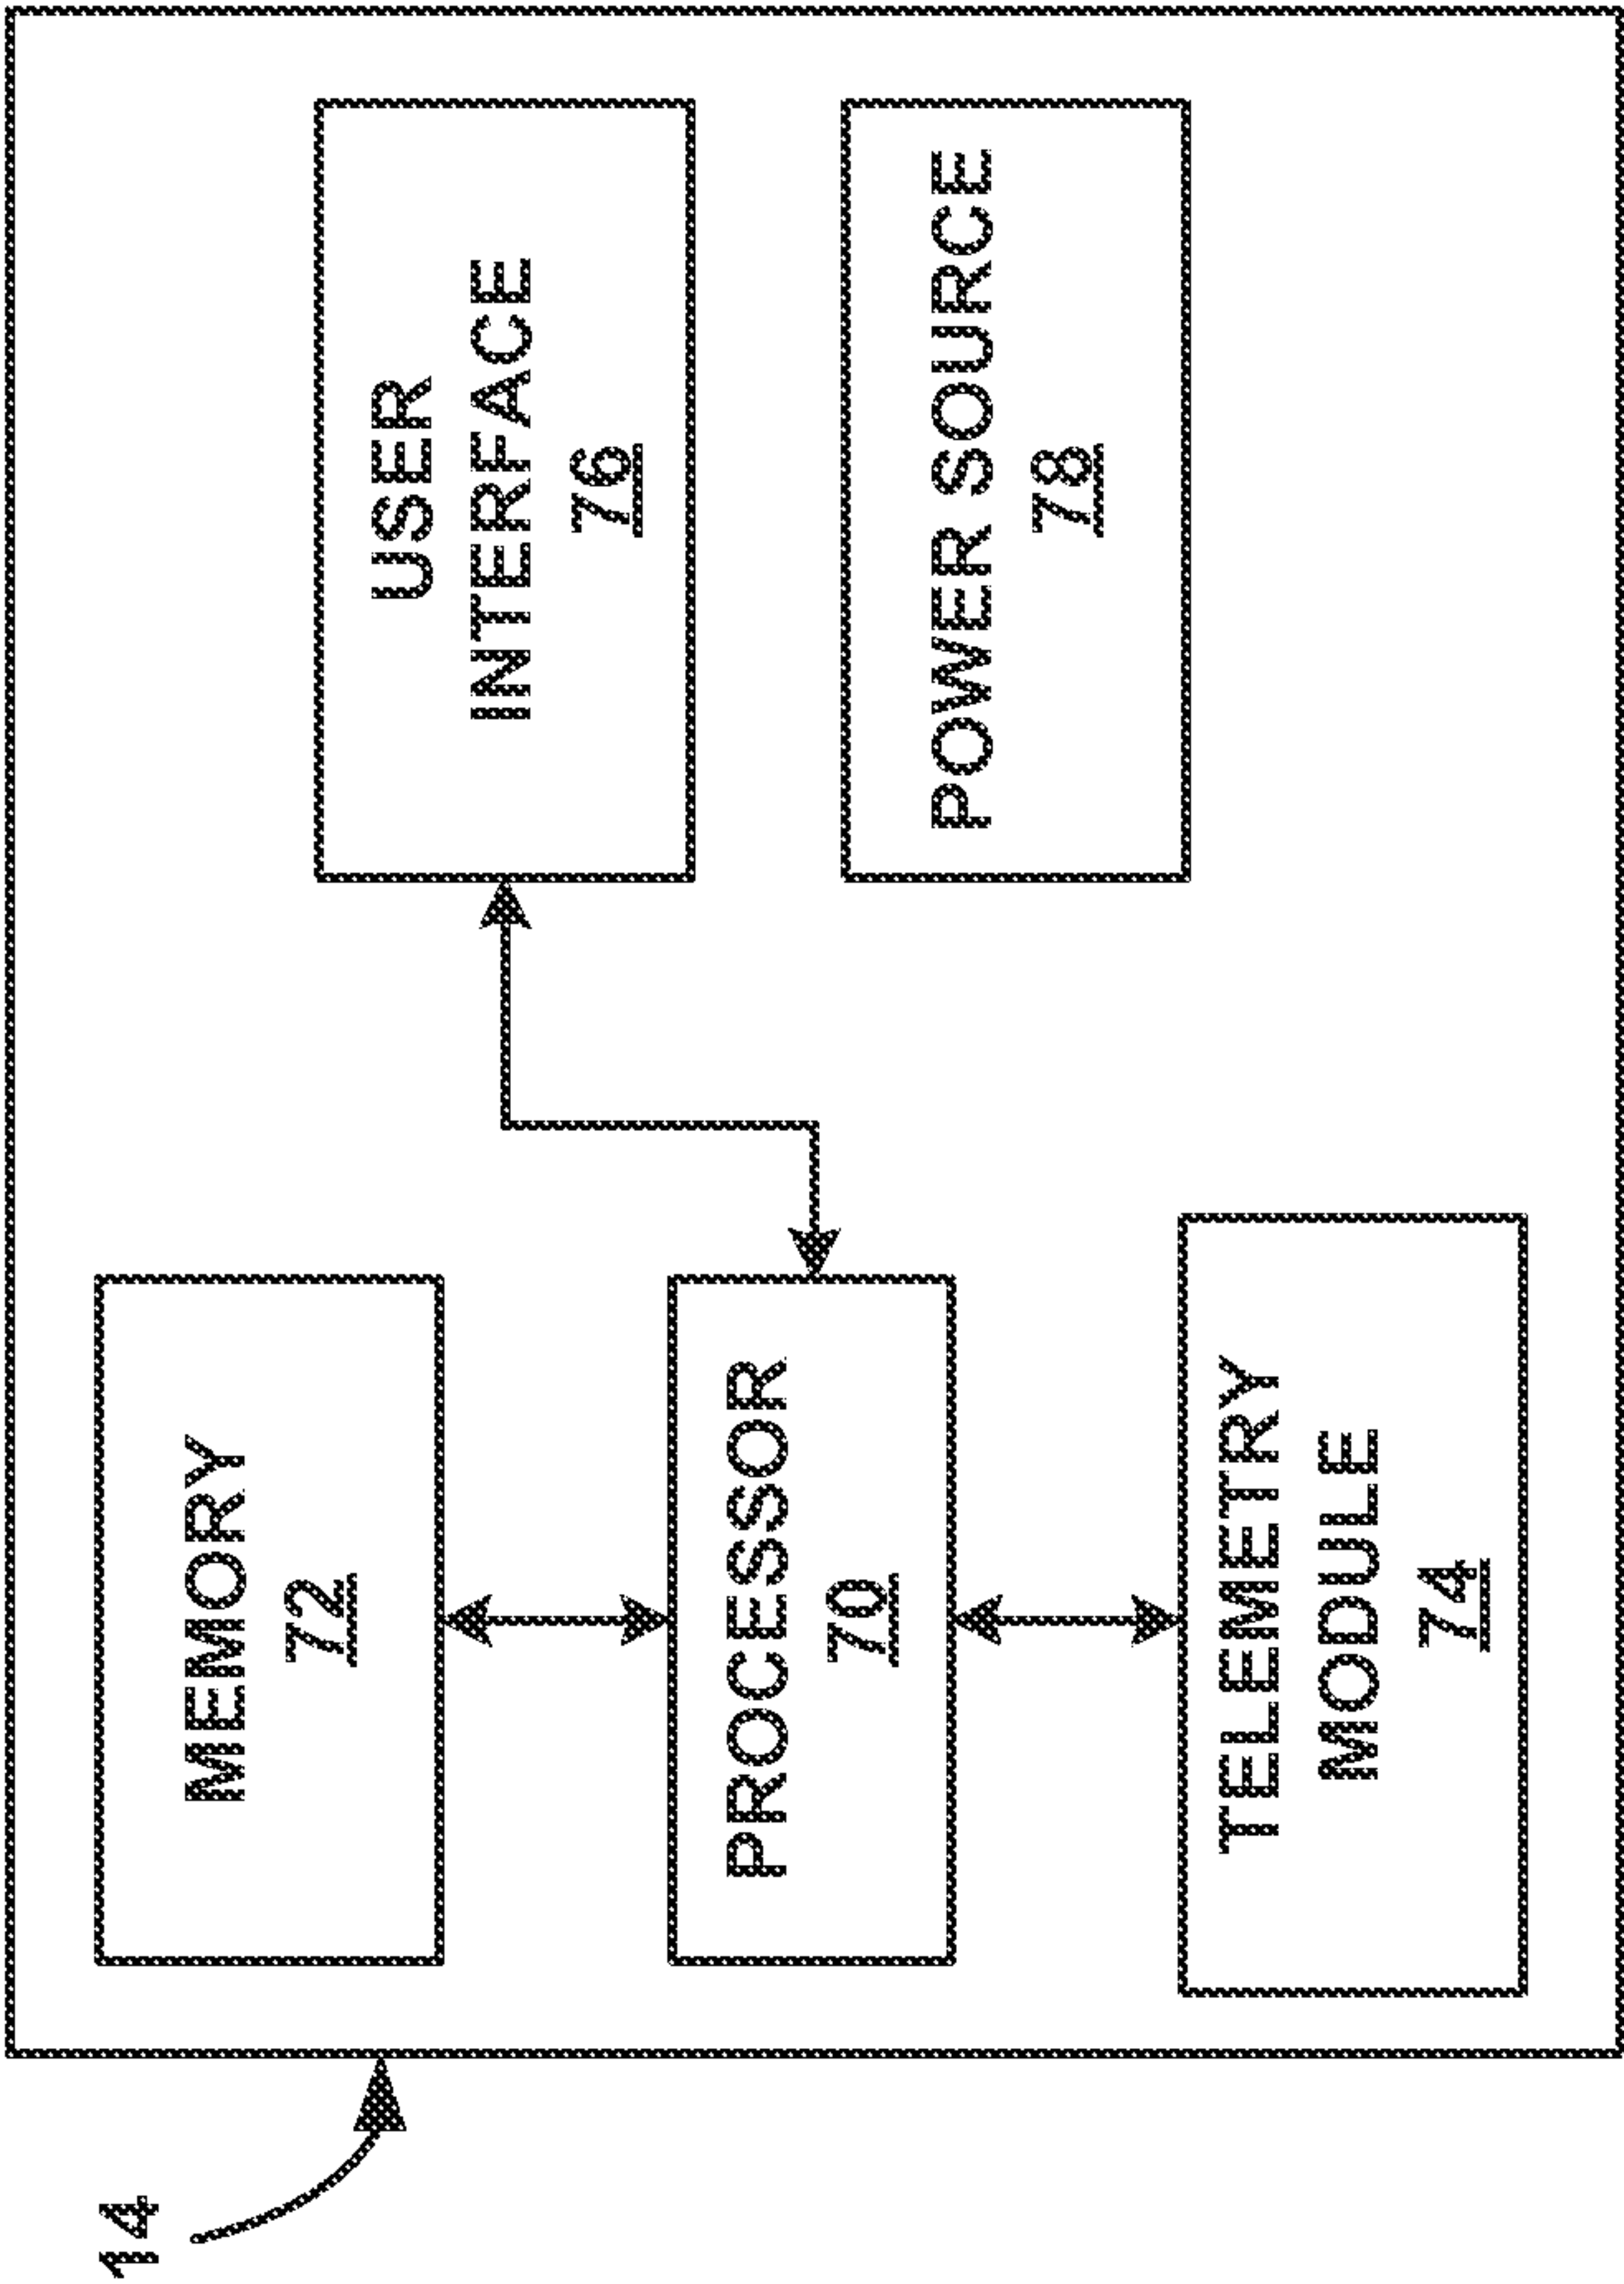 14
MEMORY
72
PROCESSOR
70
TELEMETRY
MODULE
74
USER
INTERFACE
76
POWER SOURCE
78